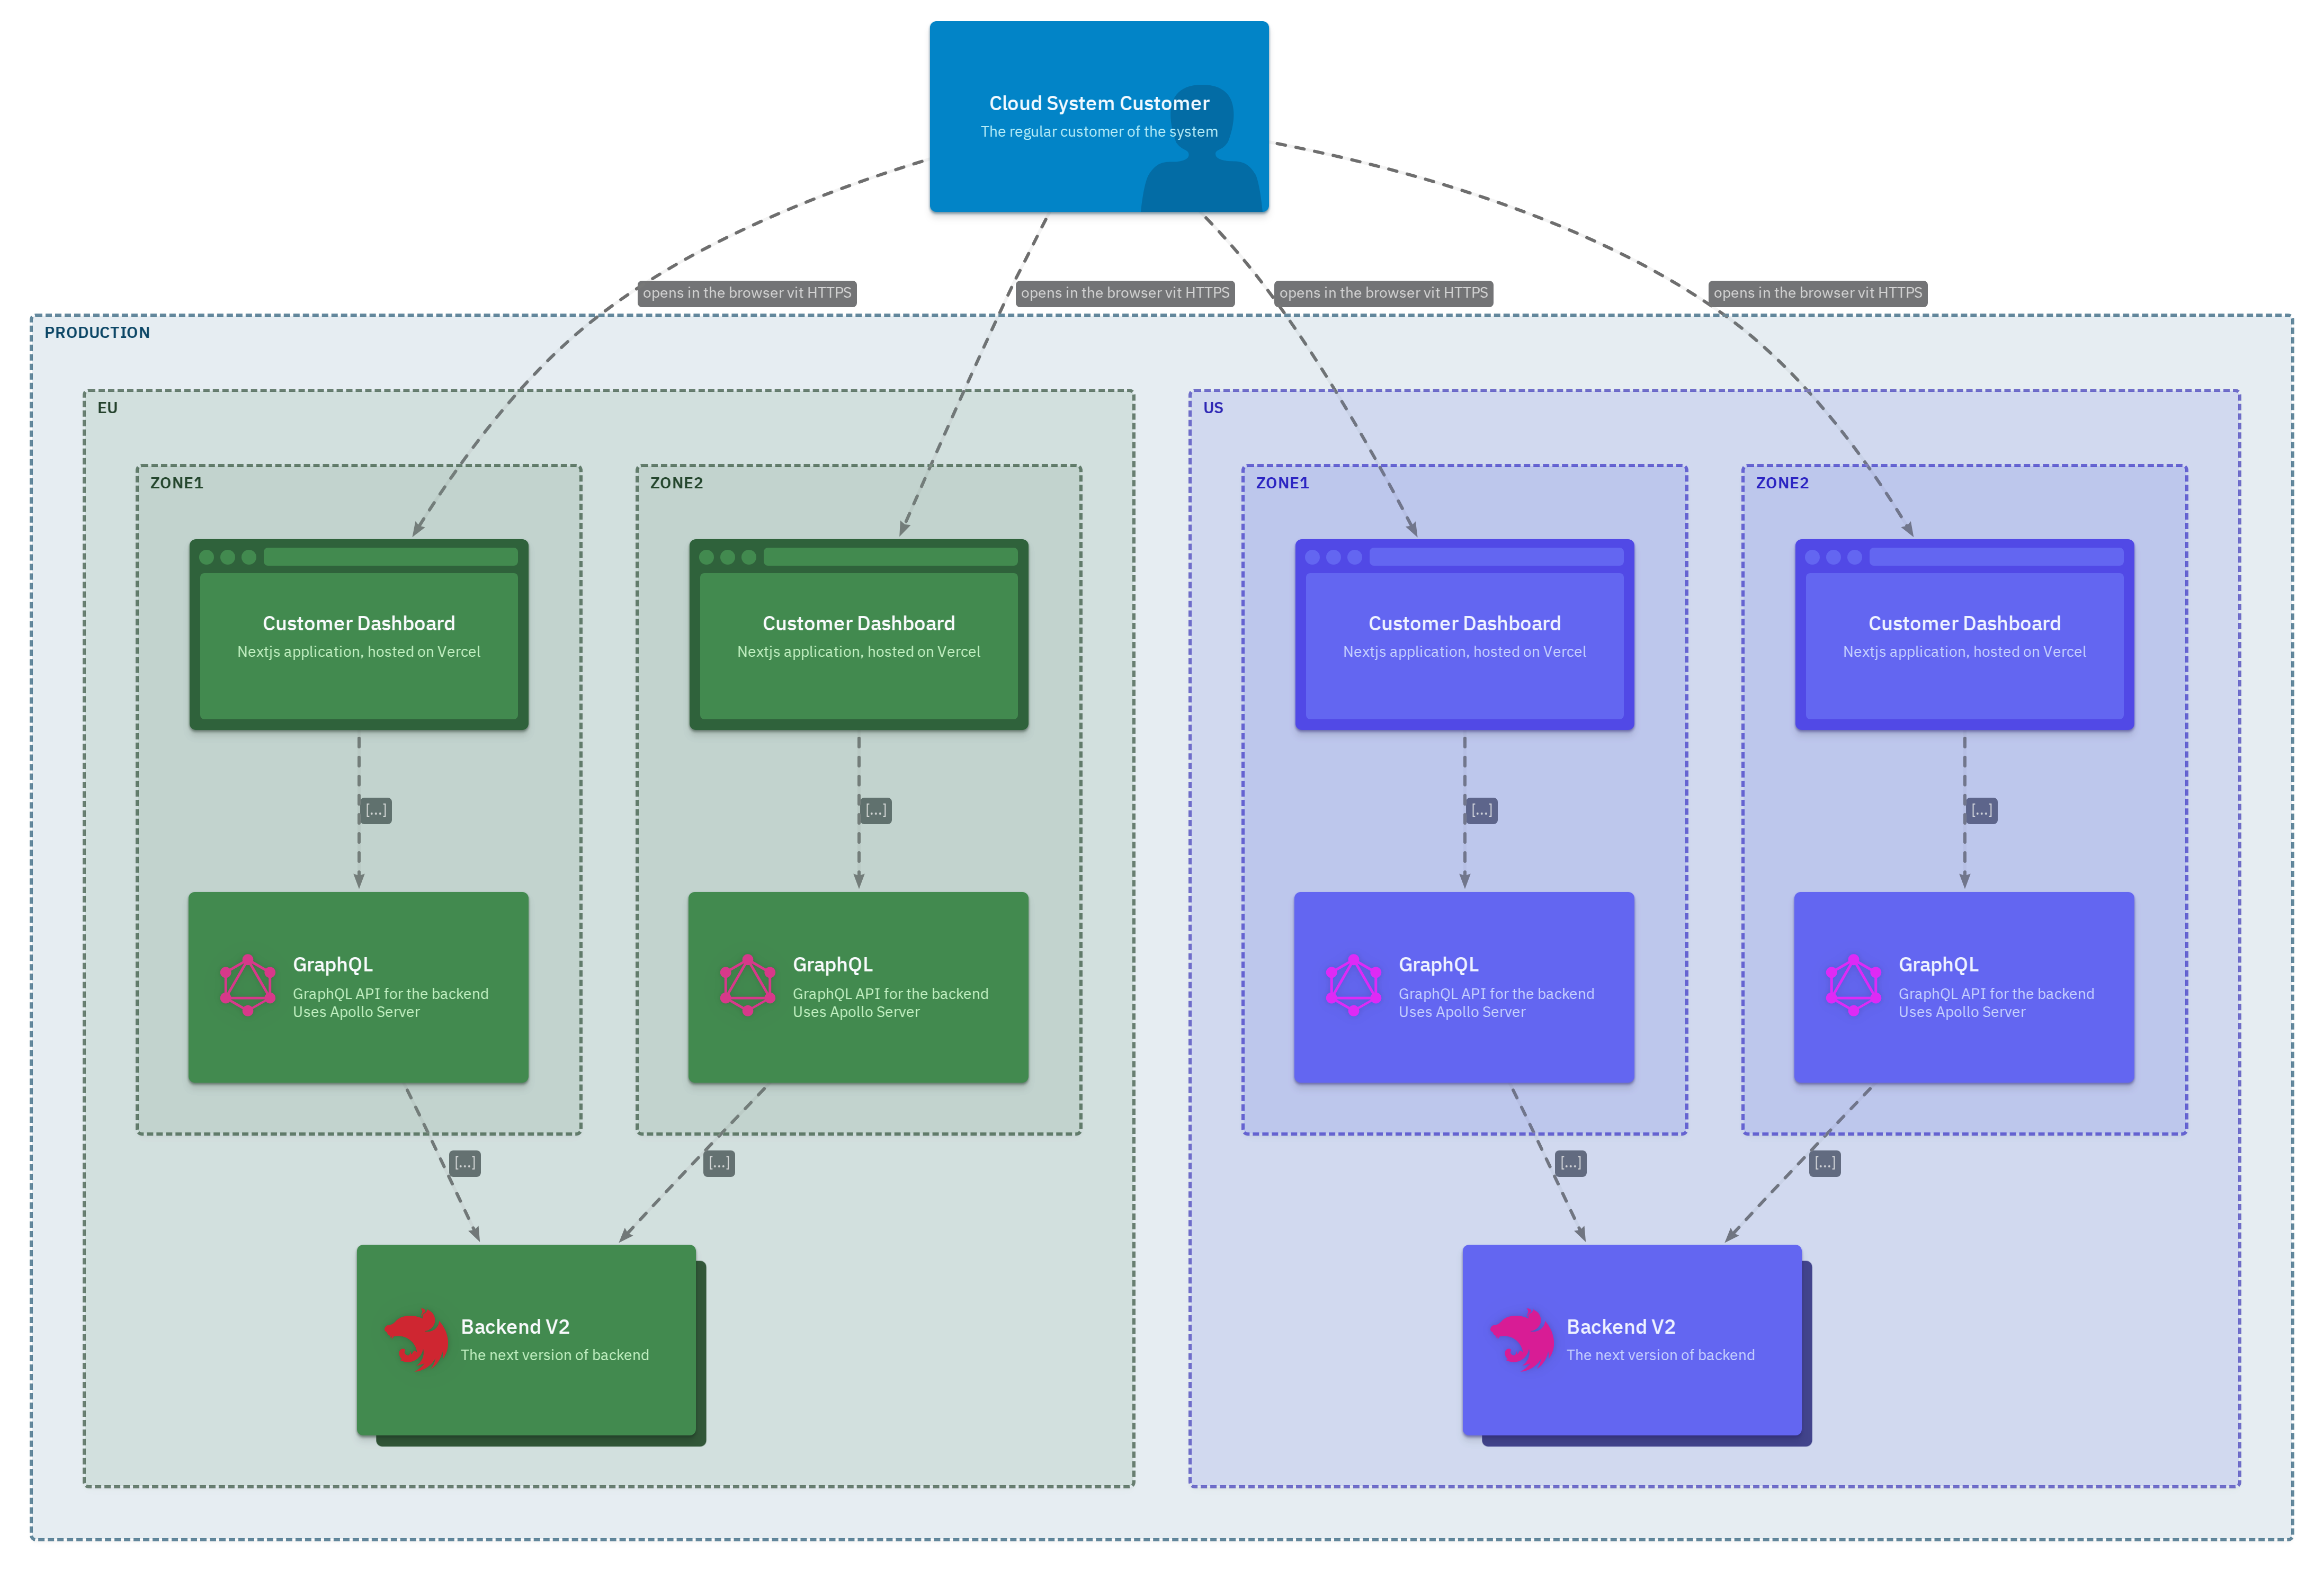 Cloud System Customer
The regular customer of the system
opens in the browser vit HTTPS
opens in the browser vit HTTPS
opens in the browser vit HTTPS
opens in the browser vit HTTPS
PRODUCTION
EU
US
ZONE1
ZONE2
ZONE1
ZONE2
Customer Dashboard
Nextjs application, hosted on Vercel
Customer Dashboard
Nextjs application, hosted on Vercel
Customer Dashboard
Nextjs application, hosted on Vercel
Customer Dashboard
Nextjs application, hosted on Vercel
[...]
[...]
[...]
[...]
GraphQL
GraphQL API for the backend
Uses Apollo Server
GraphQL
GraphQL API for the backend
Uses Apollo Server
GraphQL
GraphQL API for the backend
Uses Apollo Server
GraphQL
GraphQL API for the backend
Uses Apollo Server
[...]
[...]
[...]
[...]
Backend V2
The next version of backend
Backend V2
The next version of backend